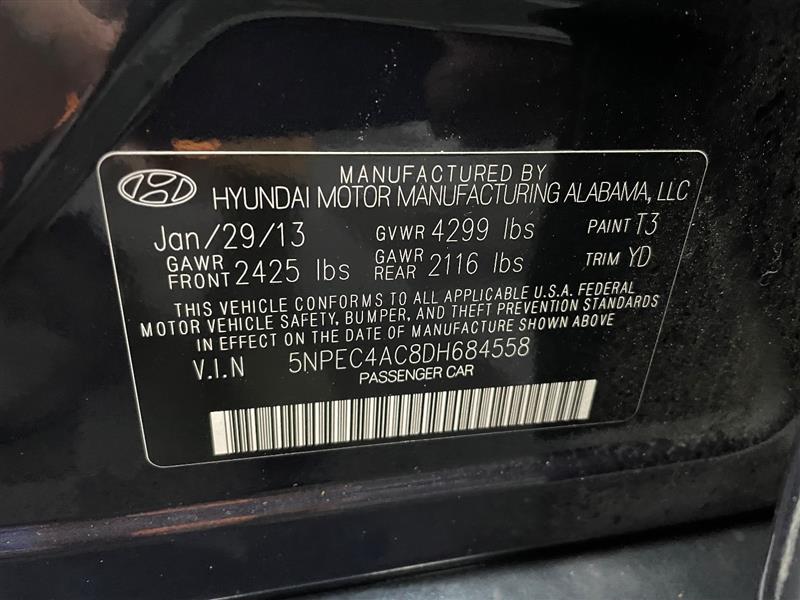 MANUFACTURED BY
HYUNDAI MOTOR MANUFACTURING ALABAMA, LLC
Jan/29/13 GVWR 4299 lbs PAINT T3
GAWR FRONT 2425 lbs GAWR REAR 2116 lbs TRIM YD
THIS VEHICLE CONFORMS TO ALL APPLICABLE U.S.A. FEDERAL
MOTOR VEHICLE SAFETY, BUMPER, AND THEFT PREVENTION STANDARDS
IN EFFECT ON THE DATE OF MANUFACTURE SHOWN ABOVE
V.I.N 5NPEC4AC8DH684558
PASSENGER CAR